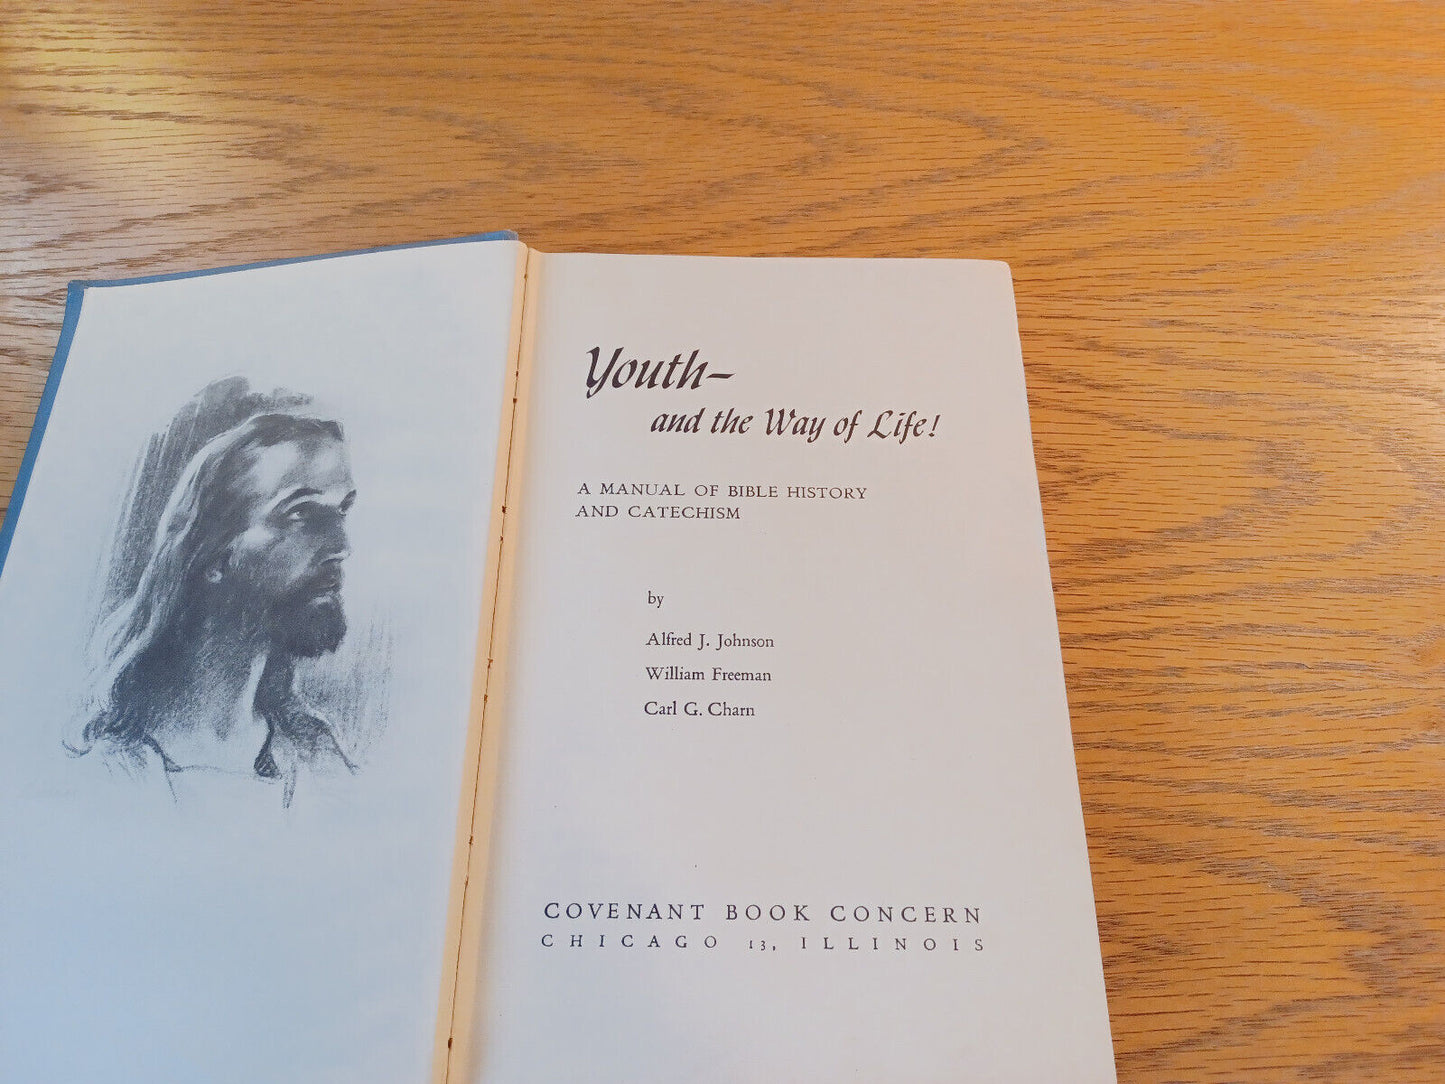 Youth—
and the Way of Life!
A MANUAL OF BIBLE HISTORY
AND CATECHISM
by
Alfred J. Johnson
William Freeman
Carl G. Charn
COVENANT BOOK CONCERN
CHICAGO 13, ILLINOIS